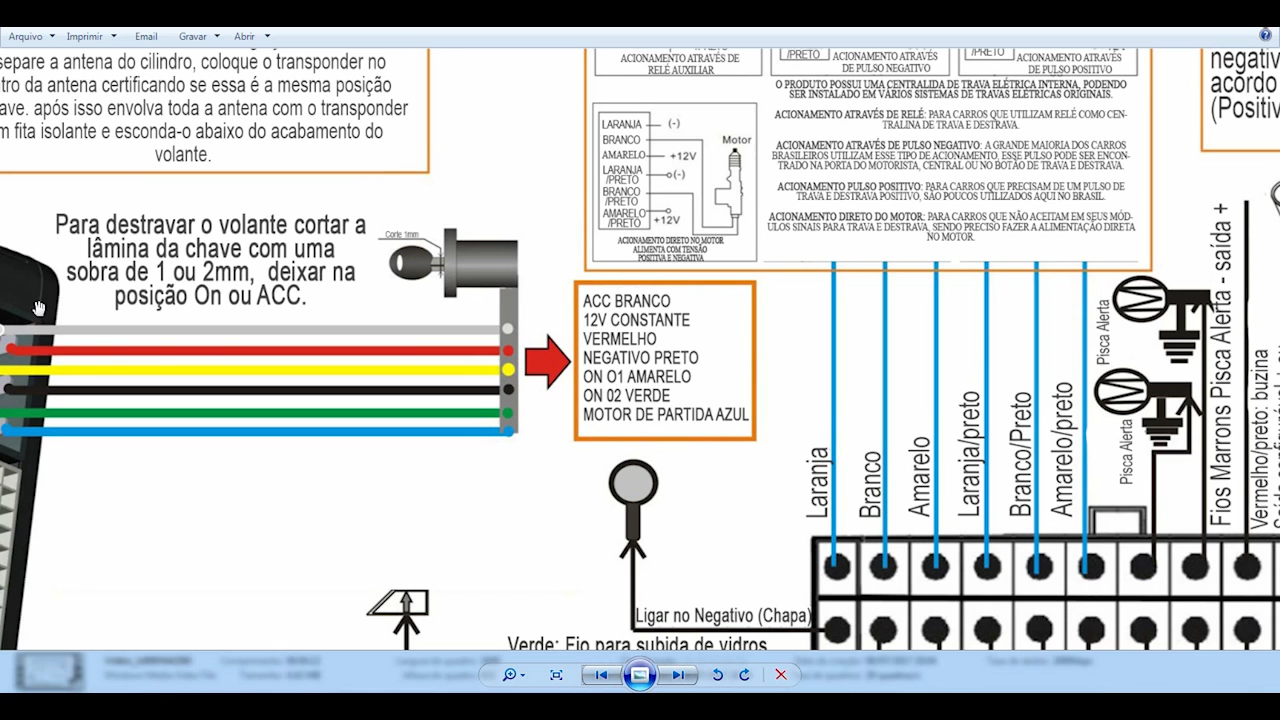 Arquivo
Imprimir
Email
Gravar
Abrir
separe a antena do cilindro, coloque o transponder no
tro da antena certificando se essa é a mesma posição
ave. após isso envolva toda a antena com o transponder
m fita isolante e esconda-o abaixo do acabamento do
volante.
Para destravar o volante cortar a
lâmina da chave com uma
sobra de 1 ou 2mm, deixar na
posição On ou ACC.
Corte 1mm
ACIONAMENTO ATRAVÉS DE
RELÉ AUXILIAR
/PRETO
ACIONAMENTO ATRAVÉS
DE PULSO NEGATIVO
/PRETO
ACIONAMENTO ATRAVÉS
DE PULSO POSITIVO
LARANJA
(-)
BRANCO
AMARELO
+12V
LARANJA
/PRETO
(-)
BRANCO
/PRETO
AMARELO
/PRETO
+12V
Motor
ACIONAMENTO DIRETO NO MOTOR
ALIMENTA COM TENSÃO
POSITIVA E NEGATIVA
O PRODUTO POSSUI UMA CENTRALIDA DE TRAVA ELÉTRICA INTERNA, PODENDO
SER INSTALADO EM VÁRIOS SISTEMAS DE TRAVAS ELÉTRICAS ORIGINAIS.
ACIONAMENTO ATRAVÉS DE RELÉ: PARA CARROS QUE UTILIZAM RELÉ COMO CEN-
TRALINA DE TRAVA E DESTRAVA.
ACIONAMENTO ATRAVÉS DE PULSO NEGATIVO: A GRANDE MAIORIA DOS CARROS
BRASILEIROS UTILIZAM ESSE TIPO DE ACIONAMENTO, ESSE PULSO PODE SER ENCON-
TRADO NA PORTA DO MOTORISTA, CENTRAL OU NO BOTÃO DE TRAVA E DESTRAVA.
ACIONAMENTO PULSO POSITIVO: PARA CARROS QUE PRECISAM DE UM PULSO DE
TRAVA E DESTRAVA POSITIVO, SÃO POUCOS UTILIZADOS AQUI NO BRASIL.
ACIONAMENTO DIRETO DO MOTOR: PARA CARROS QUE NÃO ACEITAM EM SEUS MÓD-
ULOS SINAIS PARA TRAVA E DESTRAVA, SENDO PRECISO FAZER A ALIMENTAÇÃO DIRETA
NO MOTOR.
negativ
acordo
(Positiv
ACC BRANCO
12V CONSTANTE
VERMELHO
NEGATIVO PRETO
ON O1 AMARELO
ON 02 VERDE
MOTOR DE PARTIDA AZUL
Laranja
Branco
Amarelo
Laranja/preto
Branco/Preto
Amarelo/preto
Pisca Alerta
Pisca Alerta
Fios Marrons Pisca Alerta - saída +
Vermelho/preto: buzina
Ligar no Negativo (Chapa)
Verde: Fio para subida de vidros